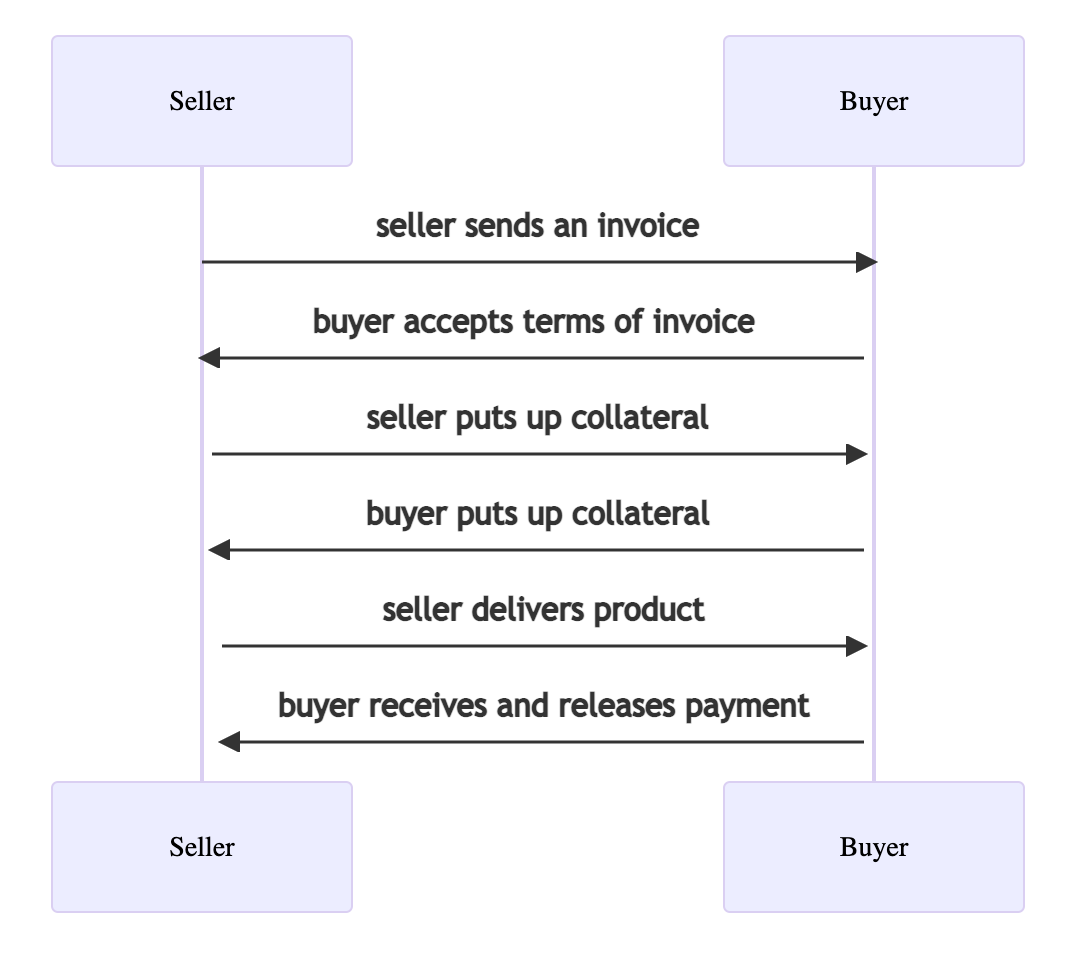 Seller
Buyer
seller sends an invoice
buyer accepts terms of invoice
seller puts up collateral
buyer puts up collateral
seller delivers product
buyer receives and releases payment
Seller
Buyer